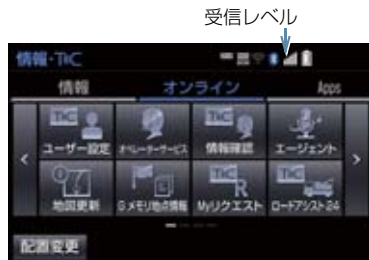 受信レベル
情報・TiC
情報 オンライン Apps
ユーザー設定 オペレーターサービス 情報確認 エージェント
地図更新 Gメモリ地点情報 Myリクエスト ロードアシスト24
配置変更